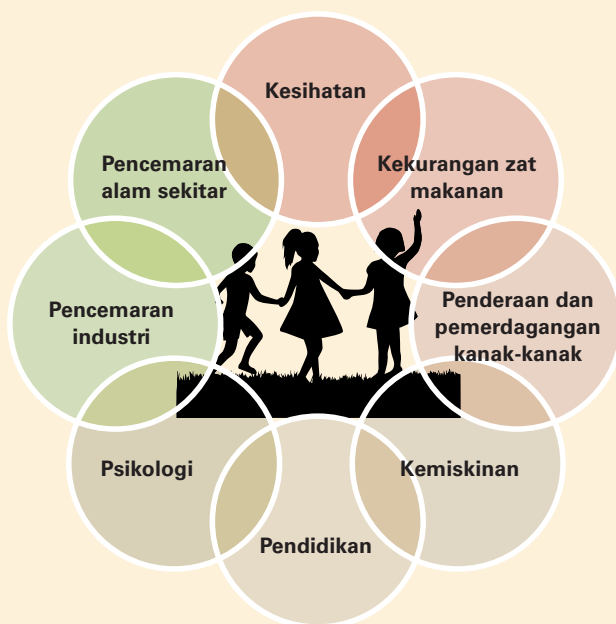 Kesihatan
Kekurangan zat
makanan
Penderaan dan
pemerdagangan
kanak-kanak
Kemiskinan
Pendidikan
Psikologi
Pencemaran
industri
Pencemaran
alam sekitar